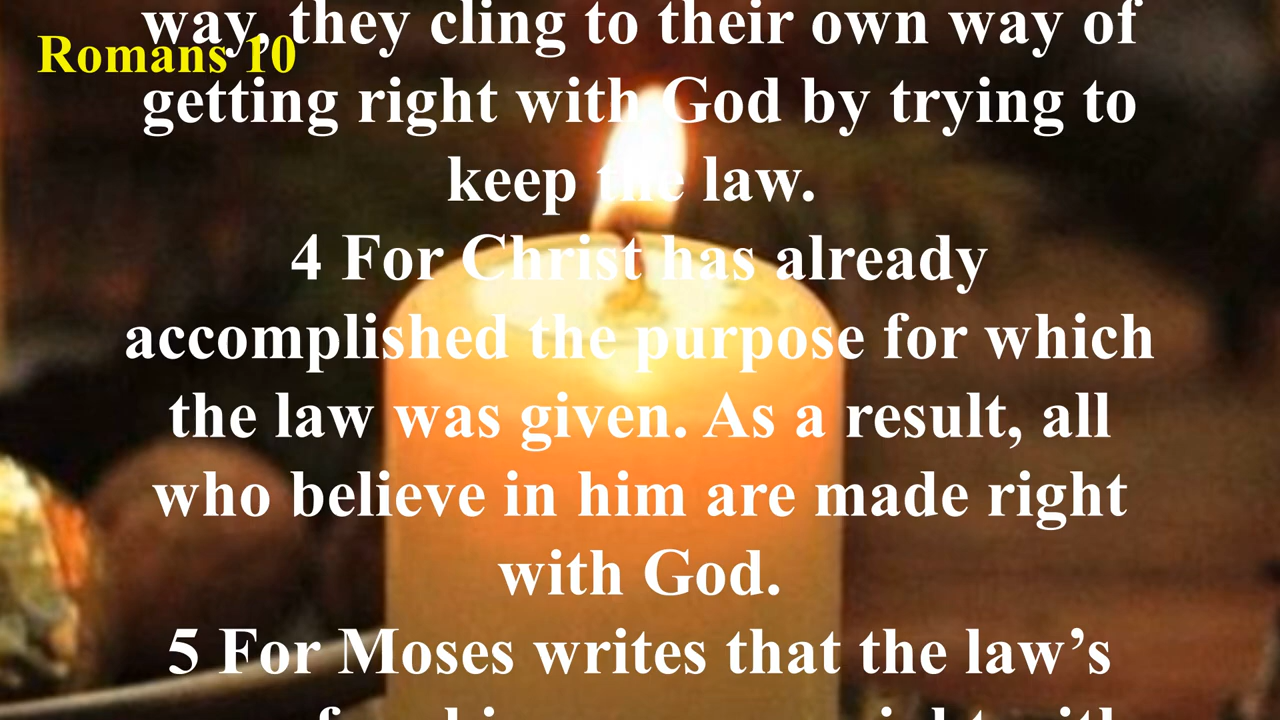 way, they cling to their own way of
Romans 10
getting right with God by trying to
keep the law.
4 For Christ has already
accomplished the purpose for which
the law was given. As a result, all
who believe in him are made right
with God.
5 For Moses writes that the law’s